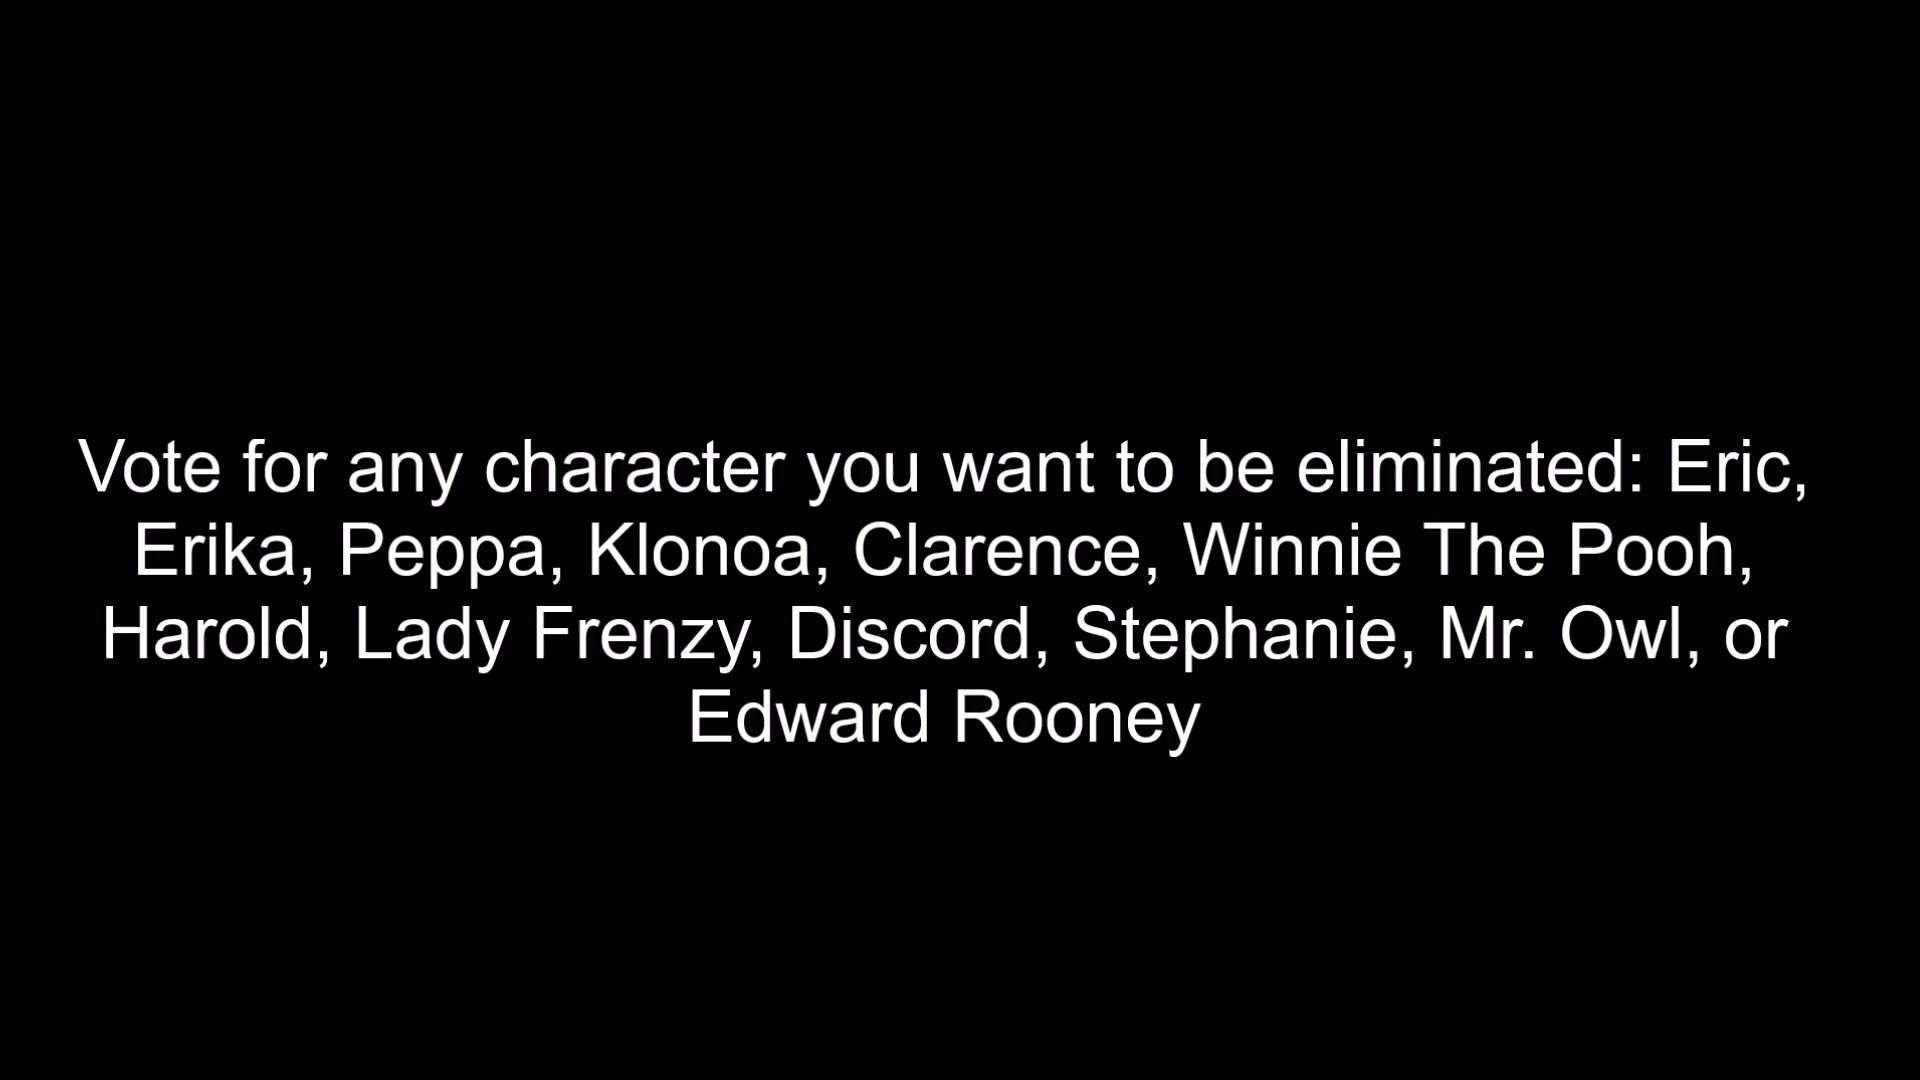 Vote for any character you want to be eliminated: Eric,
Erika, Peppa, Klonoa, Clarence, Winnie The Pooh,
Harold, Lady Frenzy, Discord, Stephanie, Mr. Owl, or
Edward Rooney